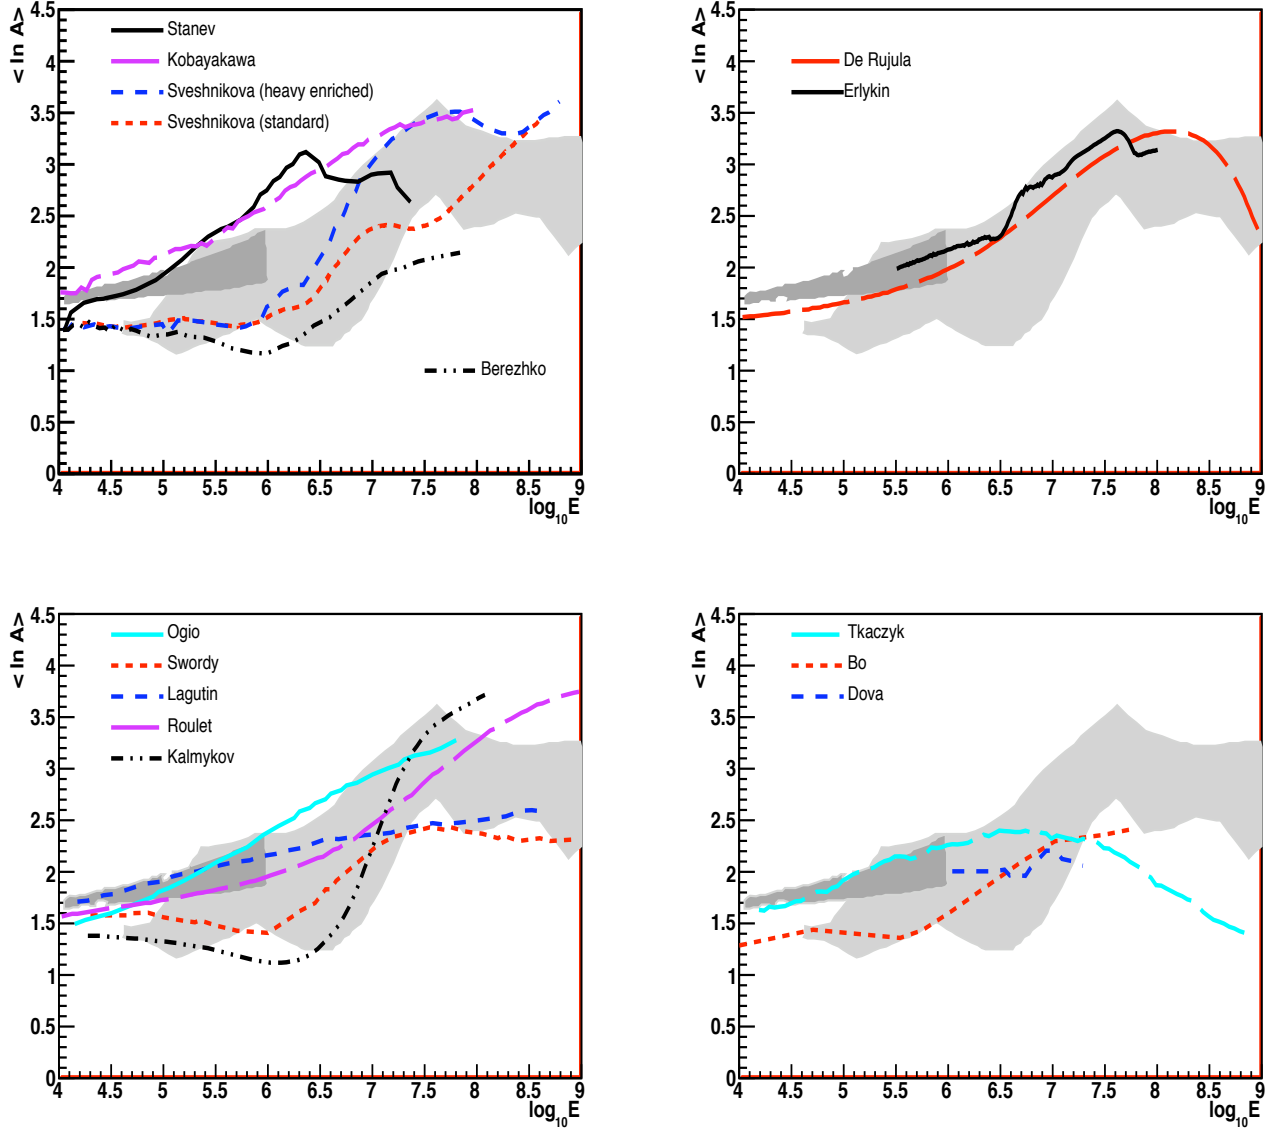 < ln A>
4.5
4
3.5
3
2.5
2
1.5
1
0.5
0
Stanev
Kobayakawa
Sveshnikova (heavy enriched)
Sveshnikova (standard)
Berezhko
4 4.5 5 5.5 6 6.5 7 7.5 8 8.5 9
log10E
< ln A>
4.5
4
3.5
3
2.5
2
1.5
1
0.5
0
De Rujula
Erlykin
4 4.5 5 5.5 6 6.5 7 7.5 8 8.5 9
log10E
< ln A>
4.5
4
3.5
3
2.5
2
1.5
1
0.5
0
Ogio
Swordy
Lagutin
Roulet
Kalmykov
4 4.5 5 5.5 6 6.5 7 7.5 8 8.5 9
log10E
< ln A>
4.5
4
3.5
3
2.5
2
1.5
1
0.5
0
Tkaczyk
Bo
Dova
4 4.5 5 5.5 6 6.5 7 7.5 8 8.5 9
log10E